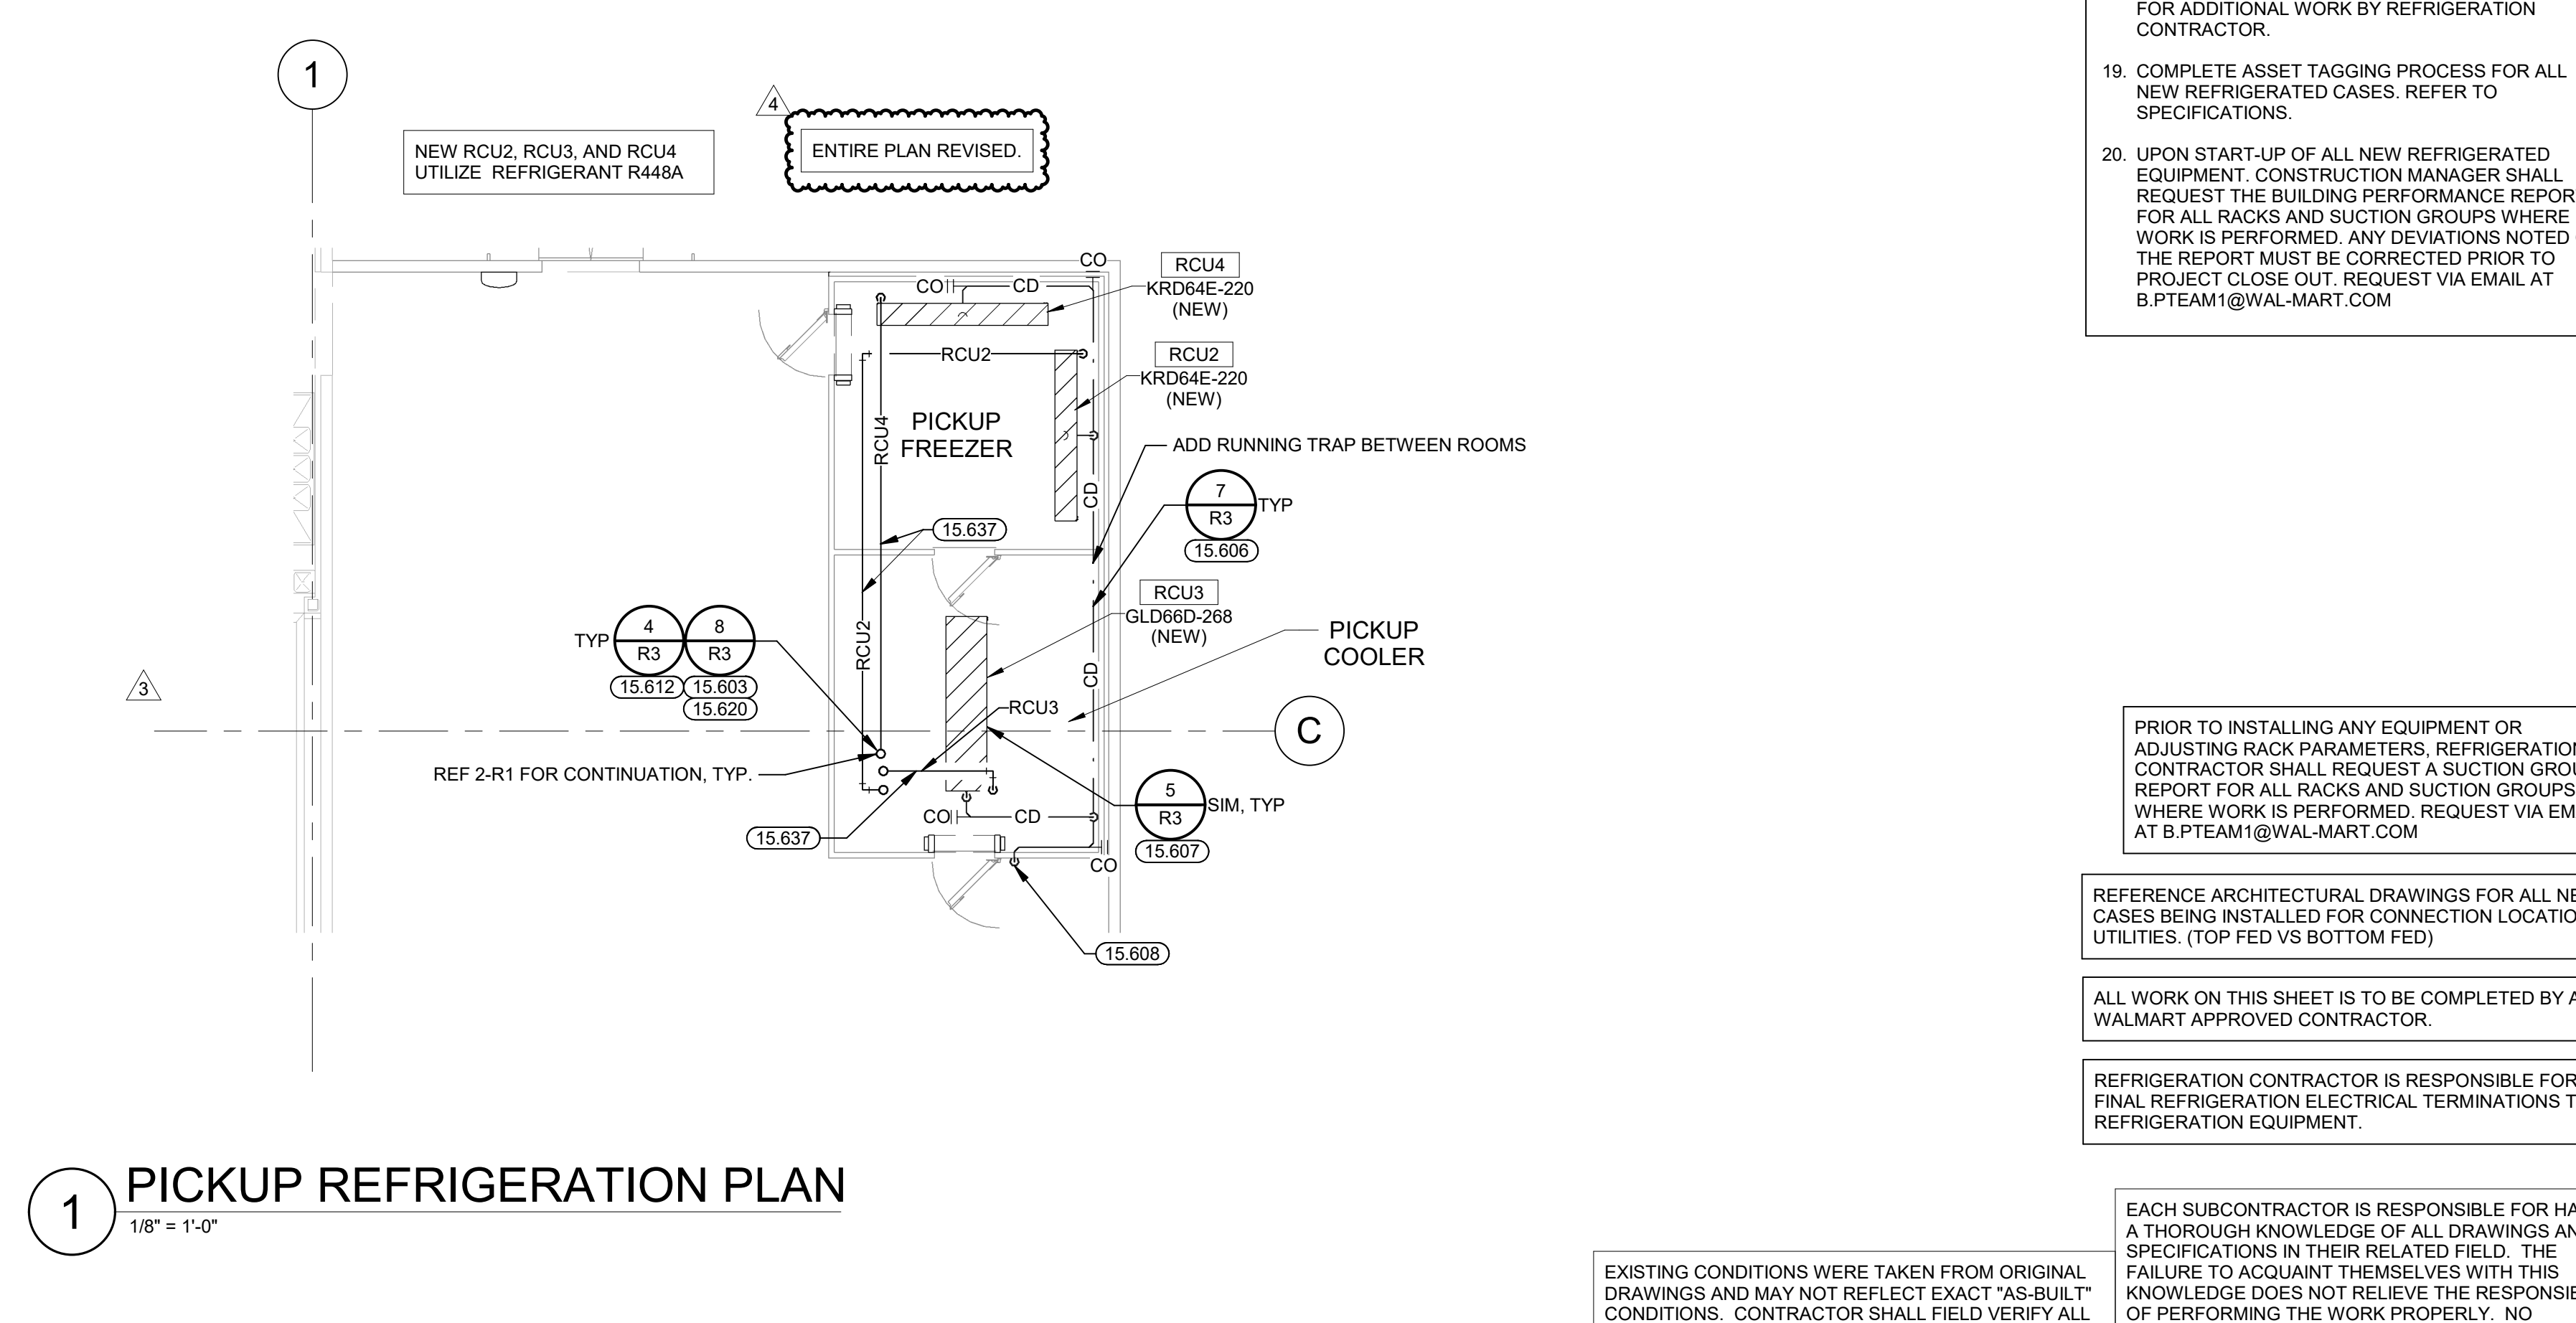 1
4
NEW RCU2, RCU3, AND RCU4
UTILIZE REFRIGERANT R448A
ENTIRE PLAN REVISED.
CO
RCU4
KRD64E-220
(NEW)
CO
CD
RCU2
RCU2
KRD64E-220
(NEW)
RCU4
PICKUP
FREEZER
ADD RUNNING TRAP BETWEEN ROOMS
CD
7
R3
TYP
15.606
15.637
RCU3
GLD66D-268
(NEW)
PICKUP
COOLER
TYP
4
R3
8
R3
15.612
15.603
15.620
RCU2
CD
3
RCU3
C
REF 2-R1 FOR CONTINUATION, TYP.
5
R3
SIM, TYP
15.607
CO
CD
15.637
CO
15.608
1
PICKUP REFRIGERATION PLAN
1/8" = 1'-0"
FOR ADDITIONAL WORK BY REFRIGERATION
CONTRACTOR.
19. COMPLETE ASSET TAGGING PROCESS FOR ALL
NEW REFRIGERATED CASES. REFER TO
SPECIFICATIONS.
20. UPON START-UP OF ALL NEW REFRIGERATED
EQUIPMENT. CONSTRUCTION MANAGER SHALL
REQUEST THE BUILDING PERFORMANCE REPOR
FOR ALL RACKS AND SUCTION GROUPS WHERE
WORK IS PERFORMED. ANY DEVIATIONS NOTED
THE REPORT MUST BE CORRECTED PRIOR TO
PROJECT CLOSE OUT. REQUEST VIA EMAIL AT
B.PTEAM1@WAL-MART.COM
PRIOR TO INSTALLING ANY EQUIPMENT OR
ADJUSTING RACK PARAMETERS, REFRIGERATION
CONTRACTOR SHALL REQUEST A SUCTION GROU
REPORT FOR ALL RACKS AND SUCTION GROUPS
WHERE WORK IS PERFORMED. REQUEST VIA EM
AT B.PTEAM1@WAL-MART.COM
REFERENCE ARCHITECTURAL DRAWINGS FOR ALL NE
CASES BEING INSTALLED FOR CONNECTION LOCATIO
UTILITIES. (TOP FED VS BOTTOM FED)
ALL WORK ON THIS SHEET IS TO BE COMPLETED BY A
WALMART APPROVED CONTRACTOR.
REFRIGERATION CONTRACTOR IS RESPONSIBLE FOR
FINAL REFRIGERATION ELECTRICAL TERMINATIONS T
REFRIGERATION EQUIPMENT.
EACH SUBCONTRACTOR IS RESPONSIBLE FOR HA
A THOROUGH KNOWLEDGE OF ALL DRAWINGS AN
SPECIFICATIONS IN THEIR RELATED FIELD. THE
FAILURE TO ACQUAINT THEMSELVES WITH THIS
KNOWLEDGE DOES NOT RELIEVE THE RESPONSIB
OF PERFORMING THE WORK PROPERLY. NO
EXISTING CONDITIONS WERE TAKEN FROM ORIGINAL
DRAWINGS AND MAY NOT REFLECT EXACT "AS-BUILT"
CONDITIONS. CONTRACTOR SHALL FIELD VERIFY ALL